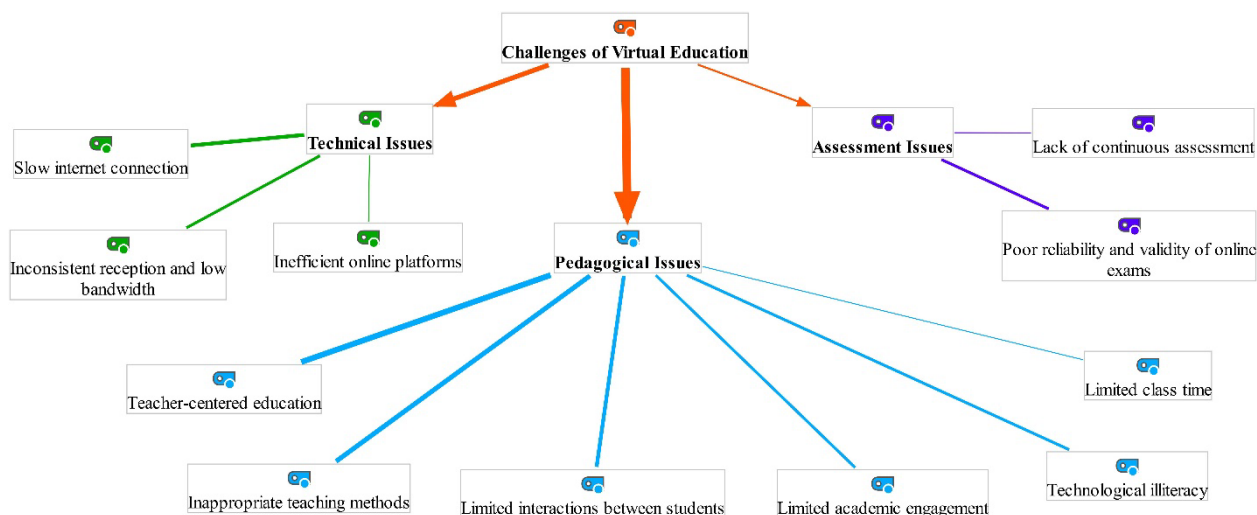 Challenges of Virtual Education
Technical Issues
Assessment Issues
Lack of continuous assessment
Slow internet connection
Inconsistent reception and low
bandwidth
Inefficient online platforms
Pedagogical Issues
Poor reliability and validity of online
exams
Teacher-centered education
Limited class time
Inappropriate teaching methods
Limited interactions between students
Limited academic engagement
Technological illiteracy